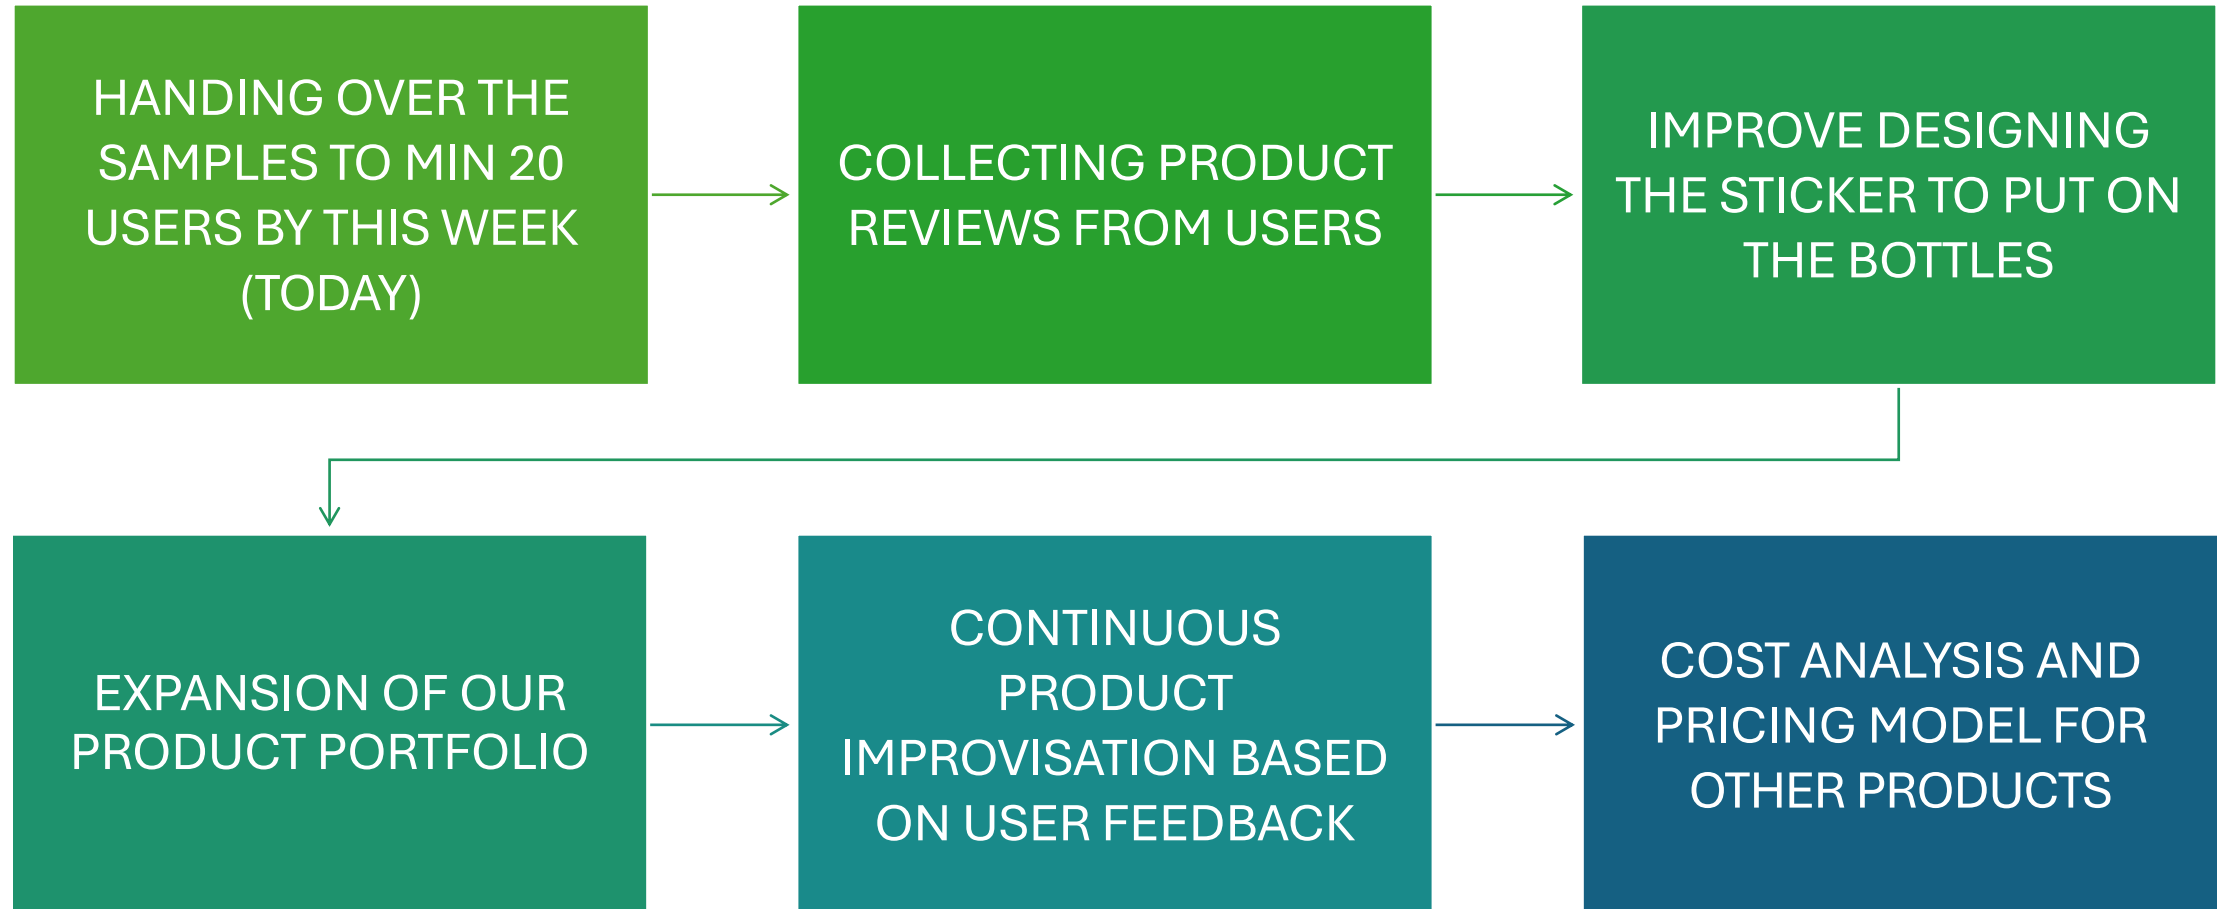 HANDING OVER THE
SAMPLES TO MIN 20
USERS BY THIS WEEK
(TODAY)
COLLECTING PRODUCT
REVIEWS FROM USERS
IMPROVE DESIGNING
THE STICKER TO PUT ON
THE BOTTLES
EXPANSION OF OUR
PRODUCT PORTFOLIO
CONTINUOUS
PRODUCT
IMPROVISATION BASED
ON USER FEEDBACK
COST ANALYSIS AND
PRICING MODEL FOR
OTHER PRODUCTS